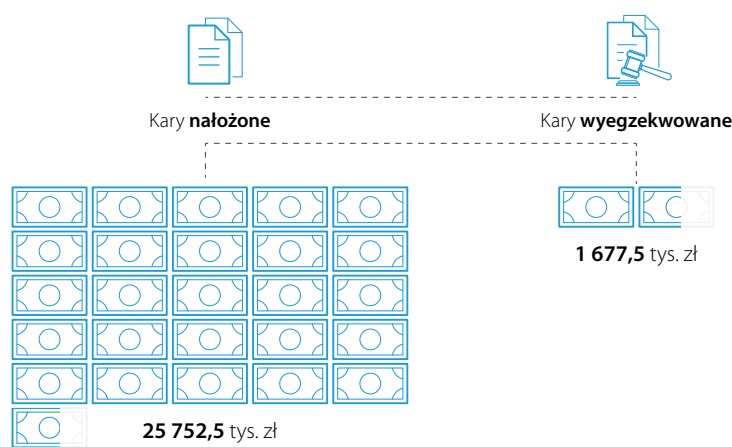 Kary nałożone
Kary wyegzekwowane
1 677,5 tys. zł
25 752,5 tys. zł